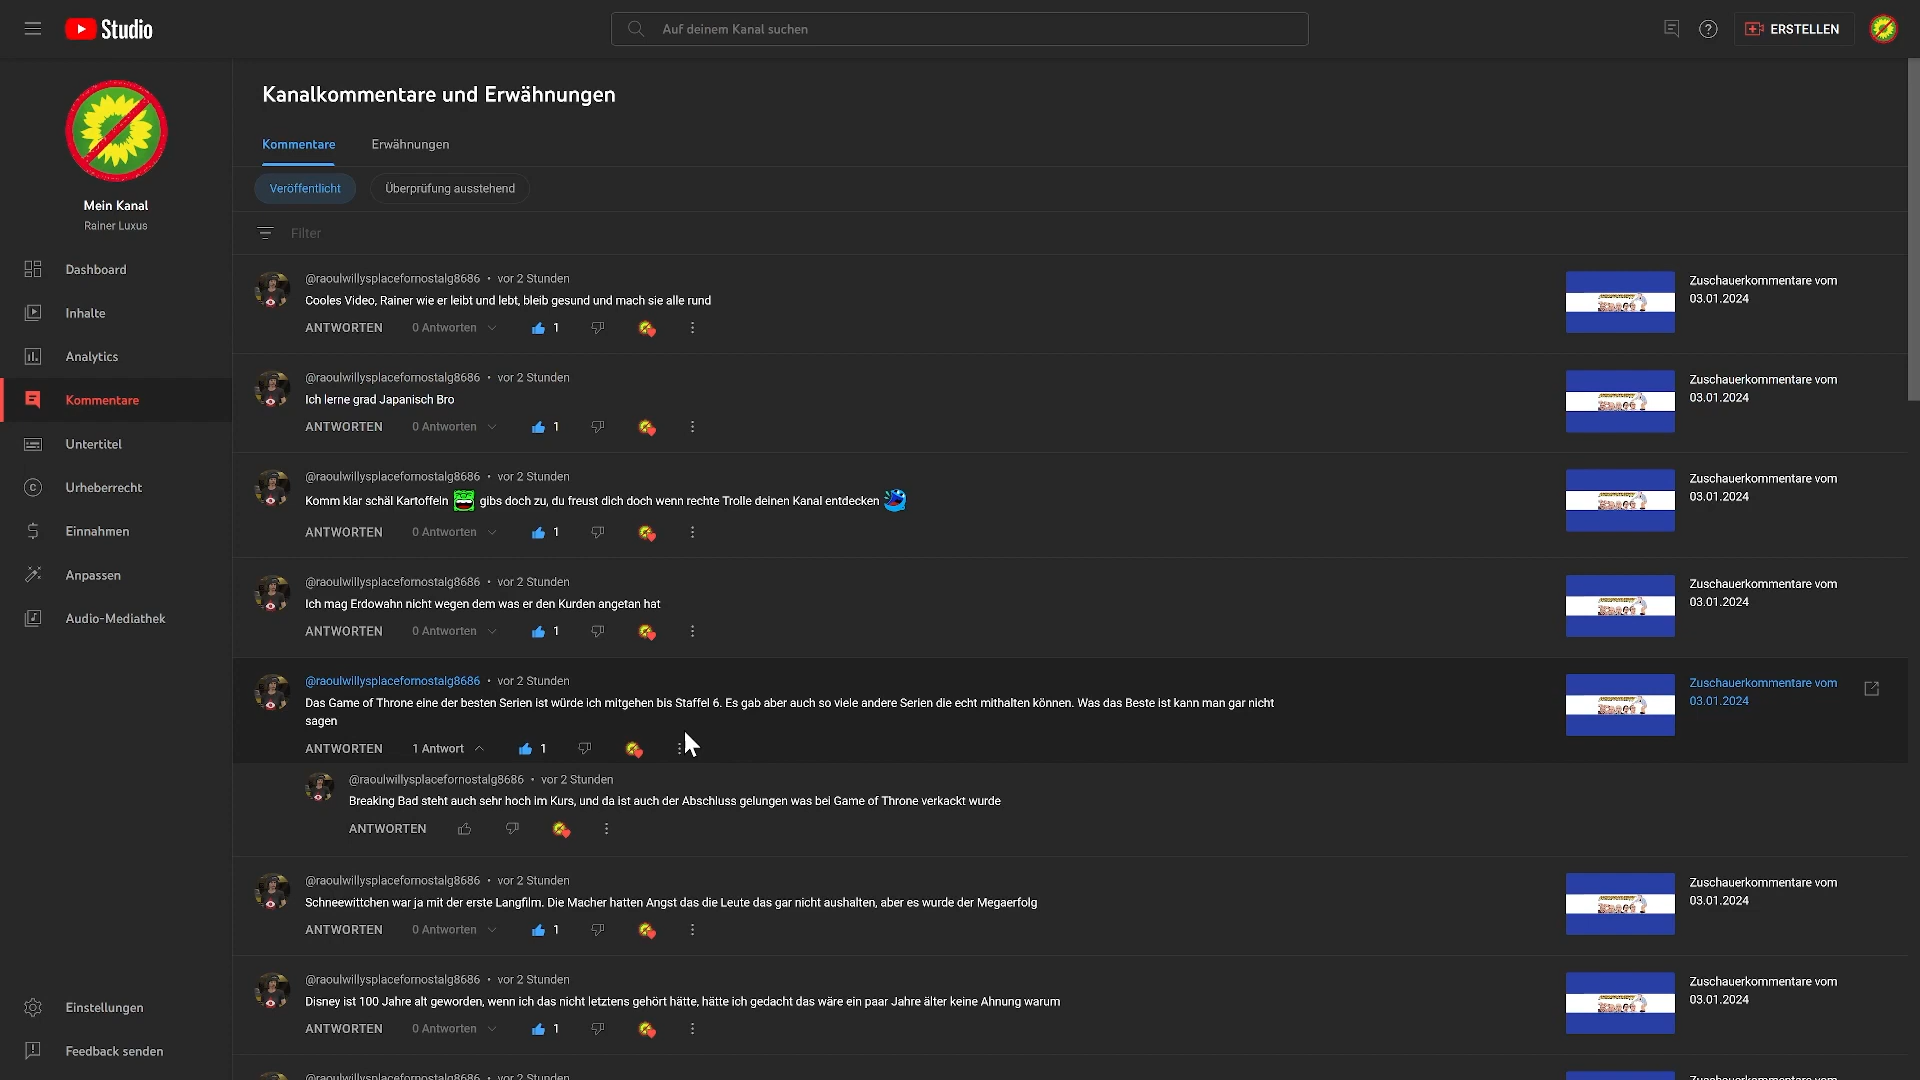 Studio
Auf deinem Kanal suchen
ERSTELLEN
Mein Kanal
Rainer Luxus
Dashboard
Inhalte
Analytics
Kommentare
Untertitel
Urheberrecht
Einnahmen
Anpassen
Audio-Mediathek
Einstellungen
Feedback senden
Kanalkommentare und Erwähnungen
Kommentare Erwähnungen
Veröffentlicht Überprüfung ausstehend
Filter
@raoulwillysplacefornostalg8686 • vor 2 Stunden
Cooles Video, Rainer wie er leibt und lebt, bleib gesund und mach sie alle rund
ANTWORTEN 0 Antworten 1
Zuschauerkommentare vom
03.01.2024
@raoulwillysplacefornostalg8686 • vor 2 Stunden
Ich lerne grad Japanisch Bro
ANTWORTEN 0 Antworten 1
Zuschauerkommentare vom
03.01.2024
@raoulwillysplacefornostalg8686 • vor 2 Stunden
Komm klar schäl Kartoffeln gibs doch zu, du freust dich doch wenn rechte Trolle deinen Kanal entdecken
ANTWORTEN 0 Antworten 1
Zuschauerkommentare vom
03.01.2024
@raoulwillysplacefornostalg8686 • vor 2 Stunden
Ich mag Erdowahn nicht wegen dem was er den Kurden angetan hat
ANTWORTEN 0 Antworten 1
Zuschauerkommentare vom
03.01.2024
@raoulwillysplacefornostalg8686 • vor 2 Stunden
Das Game of Throne eine der besten Serien ist würde ich mitgehen bis Staffel 6. Es gab aber auch so viele andere Serien die echt mithalten können. Was das Beste ist kann man gar nicht
sagen
ANTWORTEN 1 Antwort 1
Zuschauerkommentare vom
03.01.2024
@raoulwillysplacefornostalg8686 • vor 2 Stunden
Breaking Bad steht auch sehr hoch im Kurs, und da ist auch der Abschluss gelungen was bei Game of Throne verkackt wurde
ANTWORTEN
@raoulwillysplacefornostalg8686 • vor 2 Stunden
Schneewittchen war ja mit der erste Langfilm. Die Macher hatten Angst das die Leute das gar nicht aushalten, aber es wurde der Megaerfolg
ANTWORTEN 0 Antworten 1
Zuschauerkommentare vom
03.01.2024
@raoulwillysplacefornostalg8686 • vor 2 Stunden
Disney ist 100 Jahre alt geworden, wenn ich das nicht letztens gehört hätte, hätte ich gedacht das wäre ein paar Jahre älter keine Ahnung warum
ANTWORTEN 0 Antworten 1
Zuschauerkommentare vom
03.01.2024
@raoulwillysplacefornostalg8686 • vor 2 Stunden
Zuschauerkommentare vom